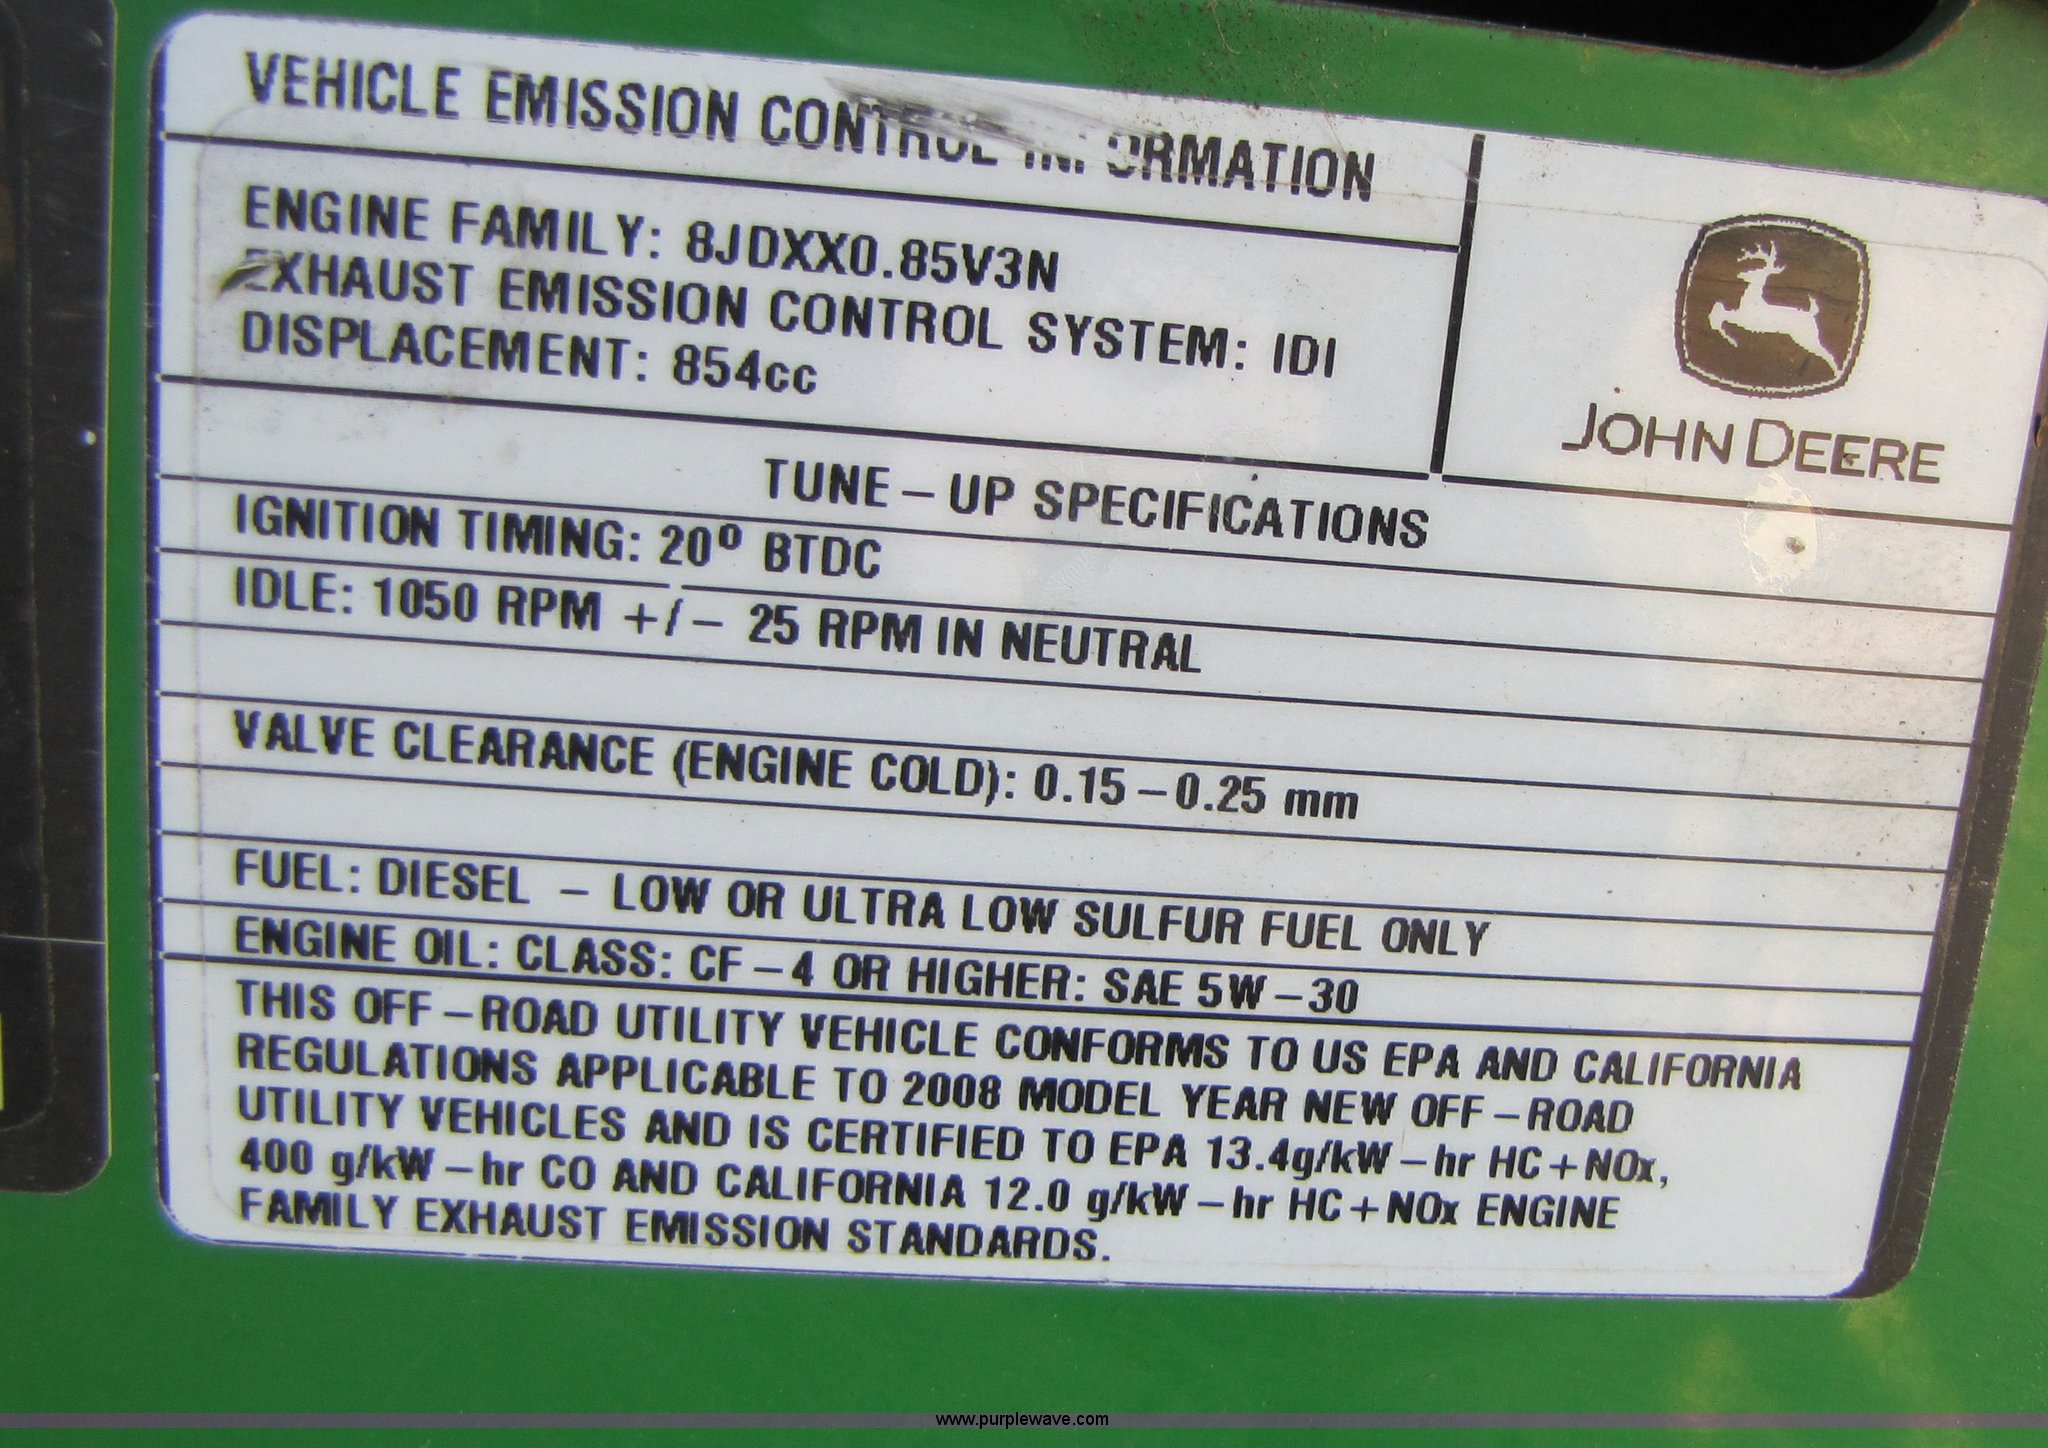 VEHICLE EMISSION CONTROL INFORMATION
ENGINE FAMILY: 8JDXX0.85V3N
EXHAUST EMISSION CONTROL SYSTEM: IDI
DISPLACEMENT: 854cc
JOHN DEERE
TUNE – UP SPECIFICATIONS
IGNITION TIMING: 20º BTDC
IDLE: 1050 RPM +/– 25 RPM IN NEUTRAL
VALVE CLEARANCE (ENGINE COLD): 0.15 – 0.25 mm
FUEL: DIESEL – LOW OR ULTRA LOW SULFUR FUEL ONLY
ENGINE OIL: CLASS: CF – 4 OR HIGHER: SAE 5W – 30
THIS OFF – ROAD UTILITY VEHICLE CONFORMS TO US EPA AND CALIFORNIA
REGULATIONS APPLICABLE TO 2008 MODEL YEAR NEW OFF – ROAD
UTILITY VEHICLES AND IS CERTIFIED TO EPA 13.4g/kW – hr HC + NOx,
400 g/kW – hr CO AND CALIFORNIA 12.0 g/kW – hr HC + NOx ENGINE
FAMILY EXHAUST EMISSION STANDARDS.
www.purplewave.com